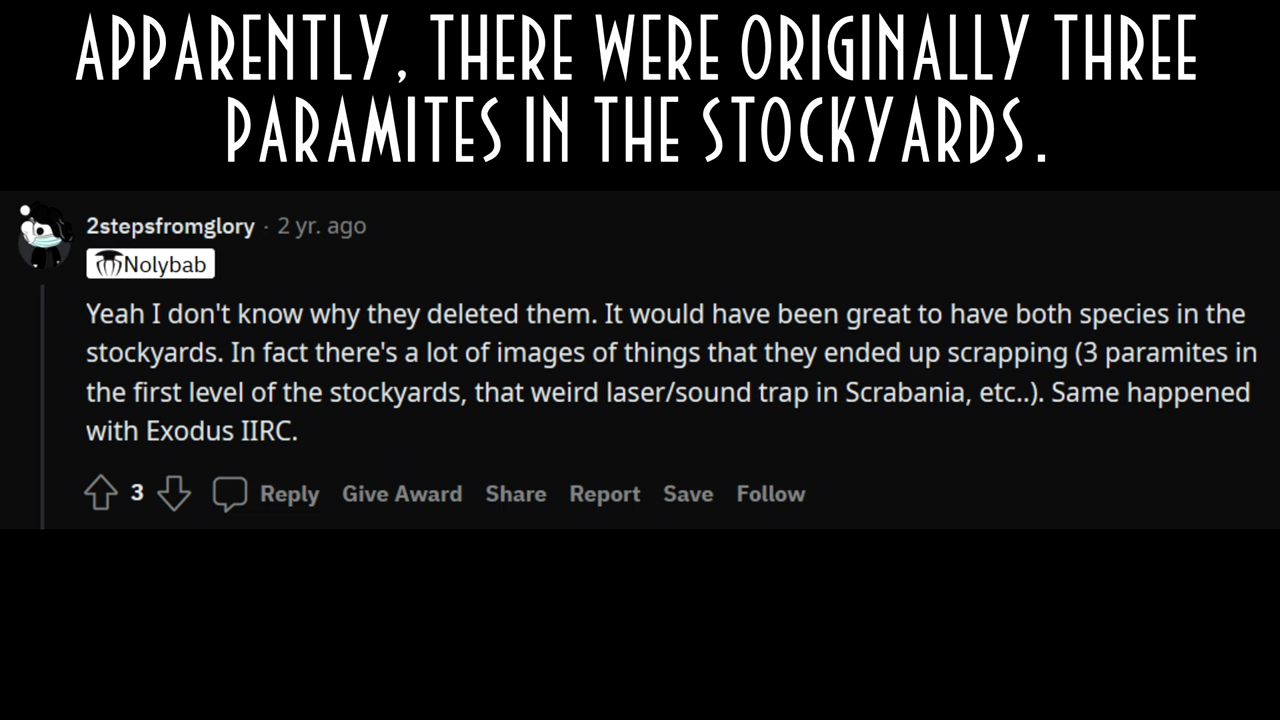 APPARENTLY, THERE WERE ORIGINALLY THREE
PARAMITES IN THE STOCKYARDS.
2stepsfromglory · 2 yr. ago
Nolybab
Yeah I don't know why they deleted them. It would have been great to have both species in the
stockyards. In fact there's a lot of images of things that they ended up scrapping (3 paramites in
the first level of the stockyards, that weird laser/sound trap in Scrabania, etc..). Same happened
with Exodus IIRC.
3 Reply Give Award Share Report Save Follow